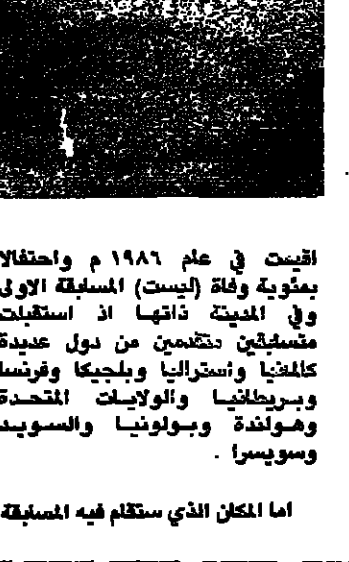 اقيمت في عام ١٩٨٦ م واحتفالا
بمئوية وفاة (ليست) المسابقة الاولى
وفي المدينة ذاتها اذ استقبلت
متسابقين متقدمين من دول عديدة
كالمانيا واستراليا وبلجيكا وفرنسا
وبريطانيا والولايات المتحدة
وهولندة وبولونيا والسويد
وسويسرا .
اما المكان الذي ستقام فيه المسابقة